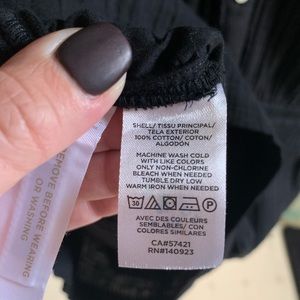 SHELL/ TISSU PRINCIPAL/
TELA EXTERIOR
100% COTTON/ COTON/
ALGODÓN
MACHINE WASH COLD
WITH LIKE COLORS
ONLY NON-CHLORINE
BLEACH WHEN NEEDED
TUMBLE DRY LOW
WARM IRON WHEN NEEDED
30
AVEC DES COULEURS
SEMBLABLES/ CON
COLORES SIMILARES
CA#57421
RN#140923
REMOVE BEFORE WEARING
OR WASHING